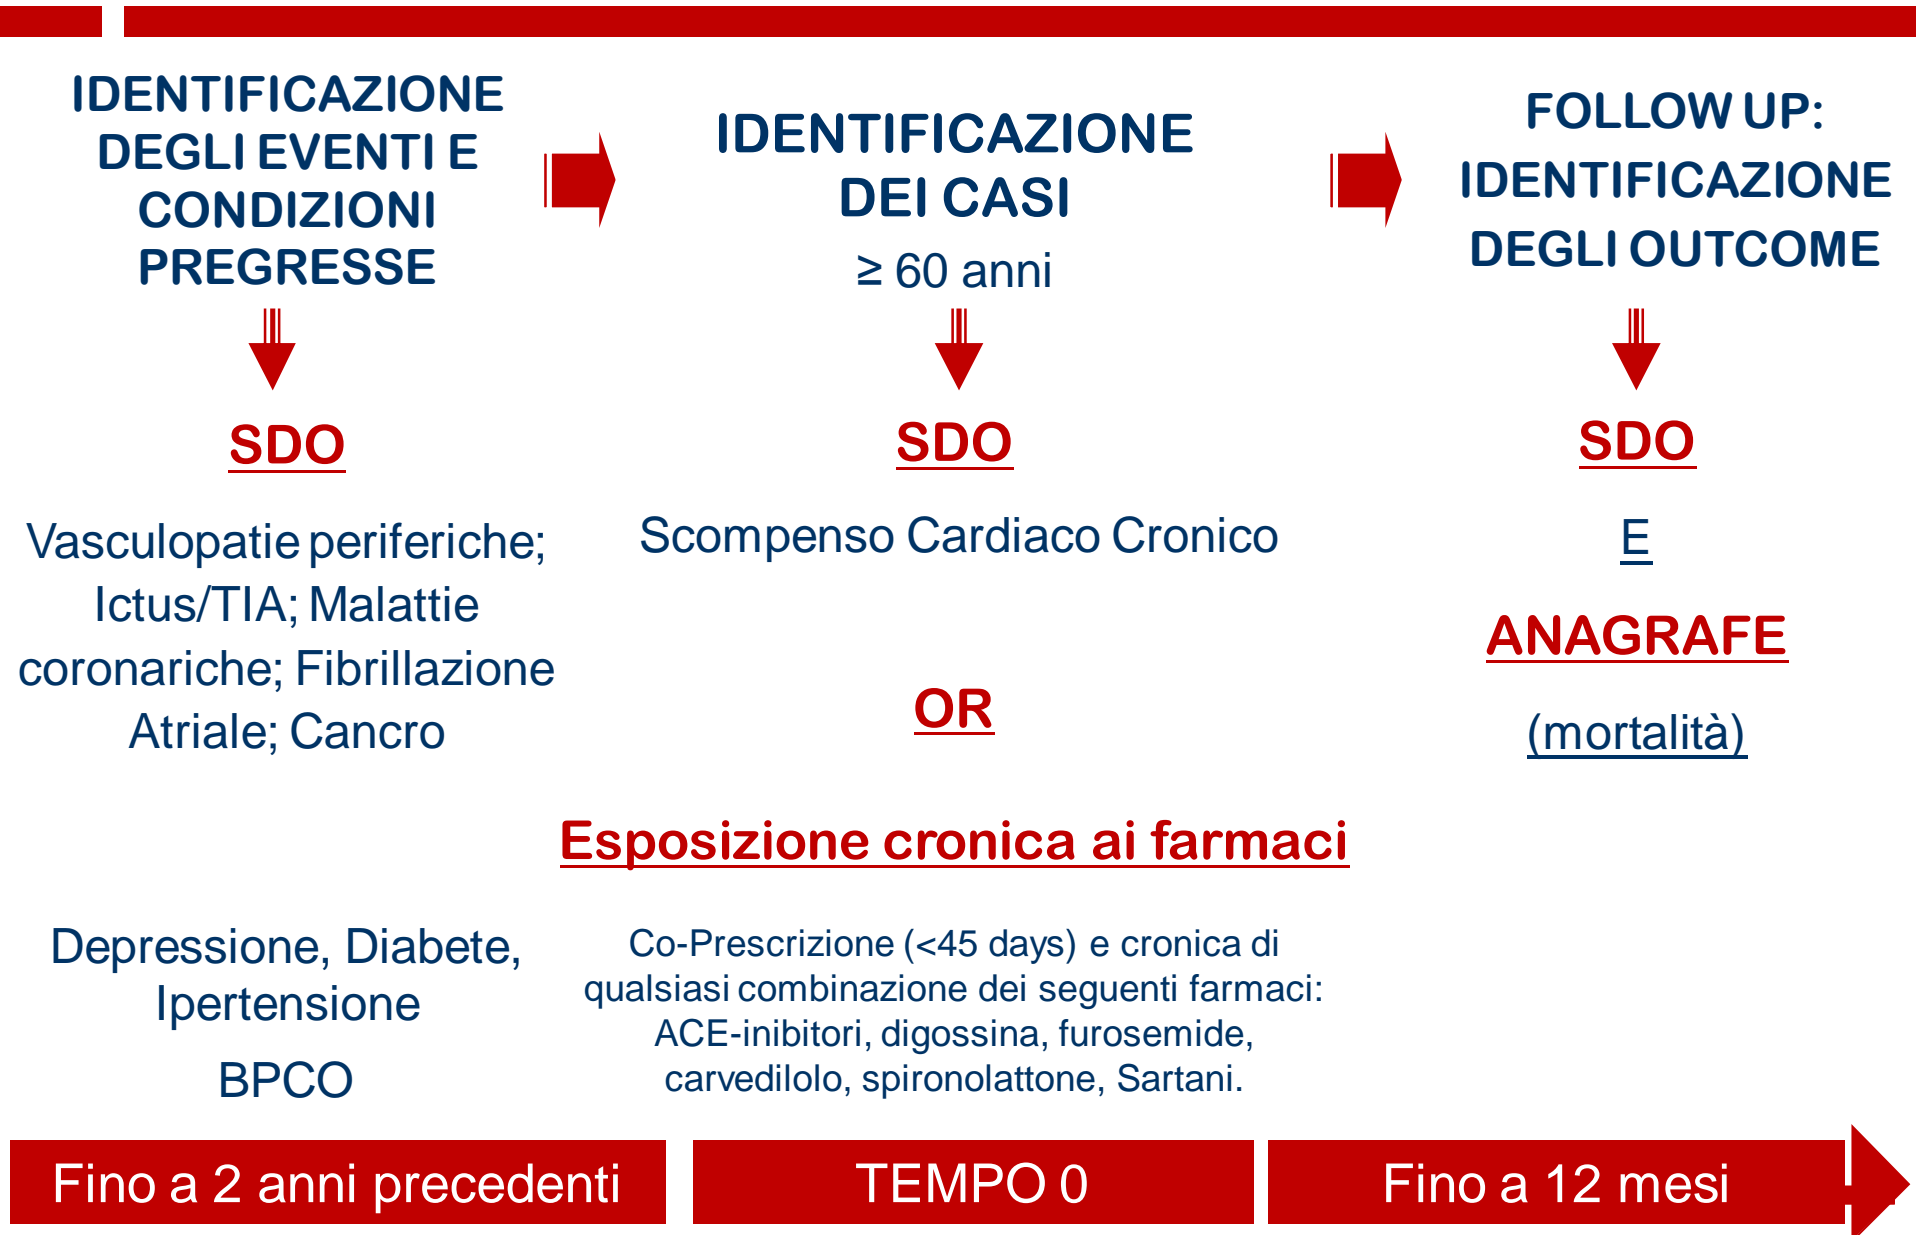 IDENTIFICAZIONE
DEGLI EVENTI E
CONDIZIONI
PREGRESSE
SDO
Vasculopatie periferiche;
Ictus/TIA; Malattie
coronariche; Fibrillazione
Atriale; Cancro
Depressione, Diabete,
Ipertensione
BPCO
IDENTIFICAZIONE
DEI CASI
≥ 60 anni
SDO
Scompenso Cardiaco Cronico
OR
Esposizione cronica ai farmaci
Co-Prescrizione (<45 days) e cronica di
qualsiasi combinazione dei seguenti farmaci:
ACE-inibitori, digossina, furosemide,
carvedilolo, spironolattone, Sartani.
FOLLOW UP:
IDENTIFICAZIONE
DEGLI OUTCOME
SDO
E
ANAGRAFE
(mortalità)
Fino a 2 anni precedenti
TEMPO 0
Fino a 12 mesi